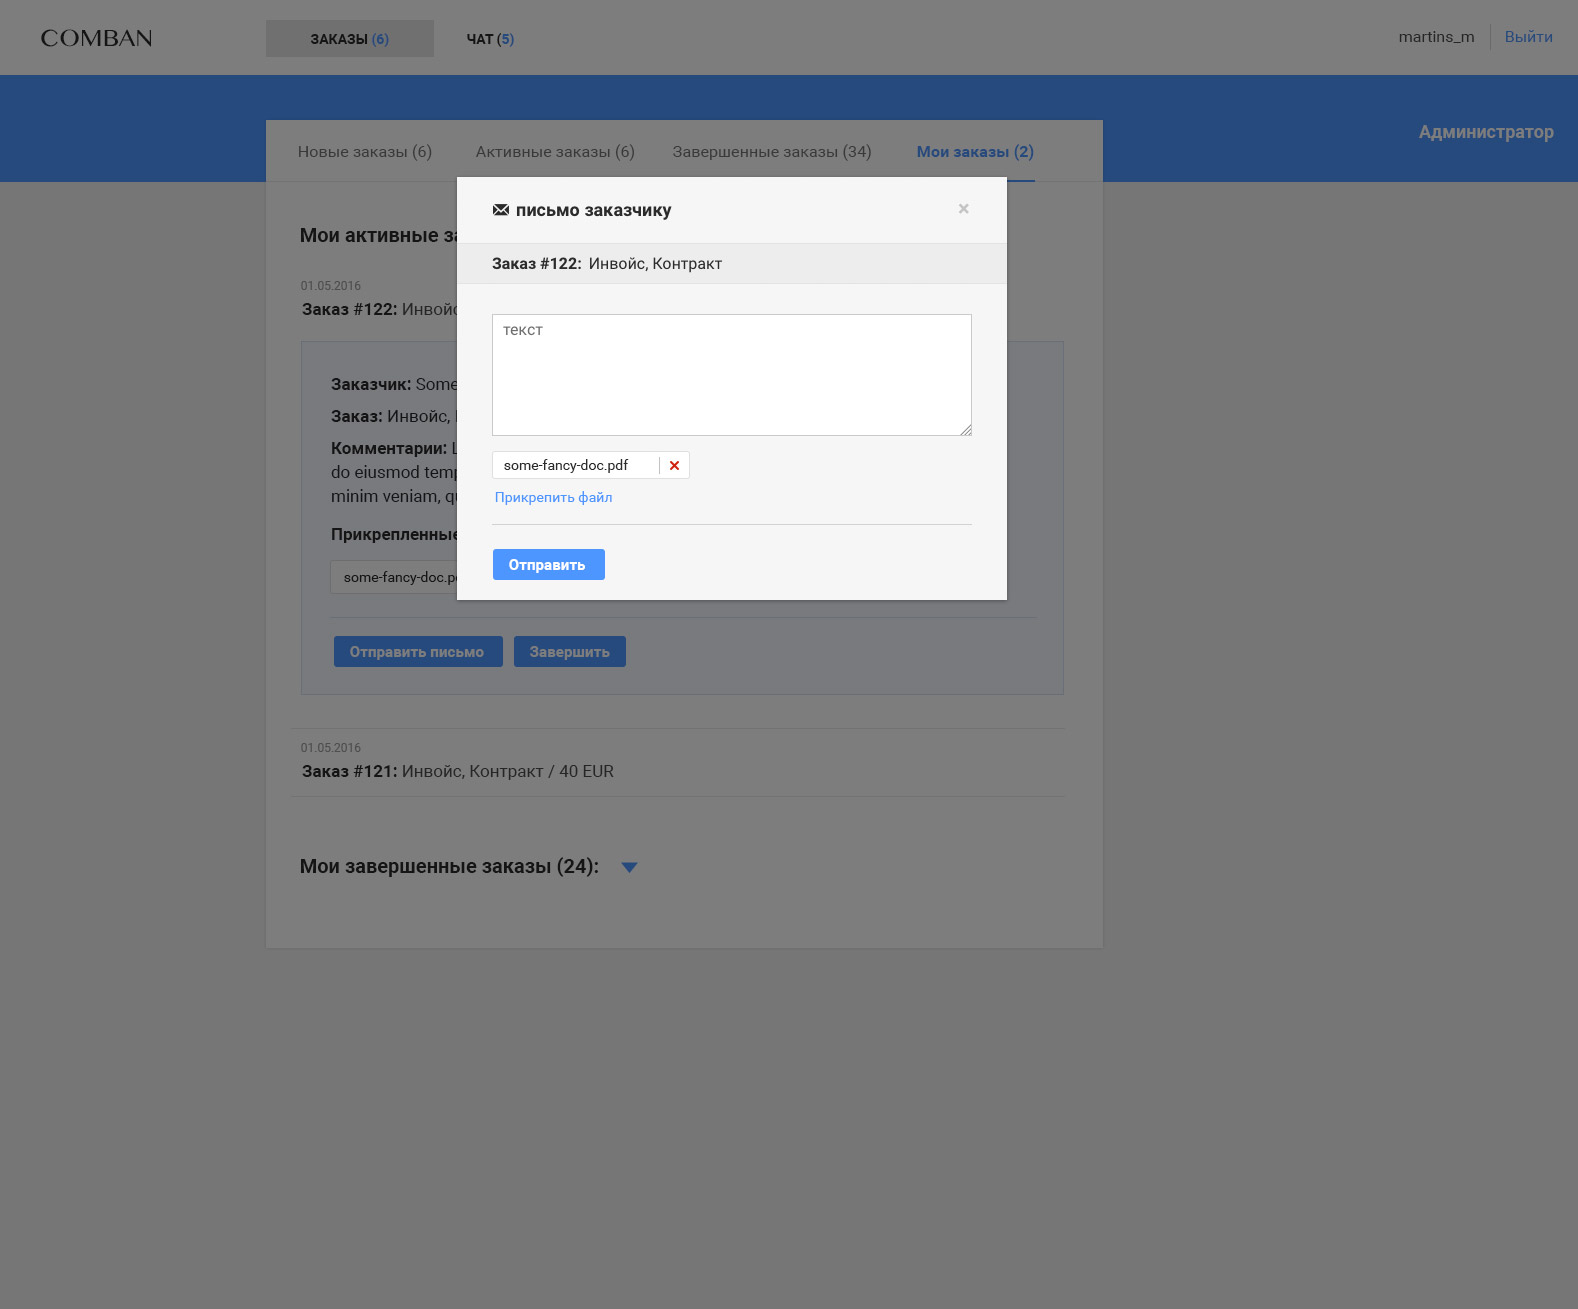 COMBAN
ЗАКАЗЫ (6)
ЧАТ (5)
martins_m
Выйти
Администратор
Новые заказы (6)
Активные заказы (6)
Завершенные заказы (34)
Мои заказы (2)
письмо заказчику
×
Заказ #122: Инвойс, Контракт
текст
some-fancy-doc.pdf
Прикрепить файл
Отправить
Мои активные
01.05.2016
Заказ #122:
Заказчик: Some
Заказ: Инвойс,
Комментарии:
do eiusmod
minim veniam,
Прикрепленные
some-fancy-doc.
Отправить письмо
Завершить
01.05.2016
Заказ #121: Инвойс, Контракт / 40 EUR
Мои завершенные заказы (24):